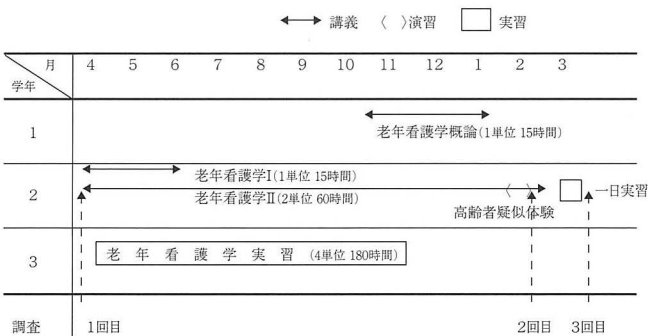 講義 〈 〉演習 実習
月
学年
4 5 6 7 8 9 10 11 12 1 2 3
1
老年看護学概論(1単位 15時間)
2
老年看護学I(1単位 15時間)
老年看護学II(2単位 60時間)
〈 〉
一日実習
高齢者疑似体験
3
老年看護学実習(4単位 180時間)
調査 1回目 2回目 3回目